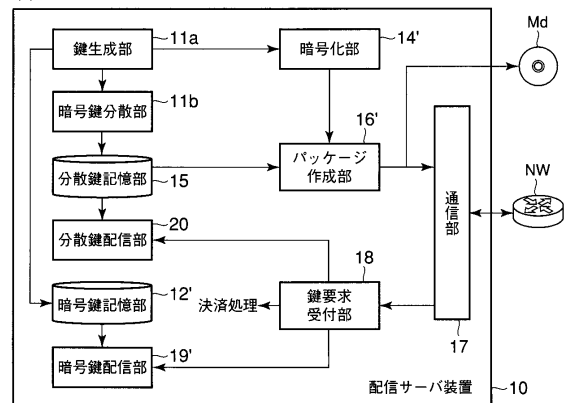 鍵生成部
11a
暗号化部
14'
Md
暗号鍵分散部
11b
16'
パッケージ
作成部
分散鍵記憶部
15
通信部
NW
分散鍵配信部
20
18
鍵要求
受付部
決済処理
暗号鍵記憶部
12'
17
暗号鍵配信部
19'
配信サーバ装置
10